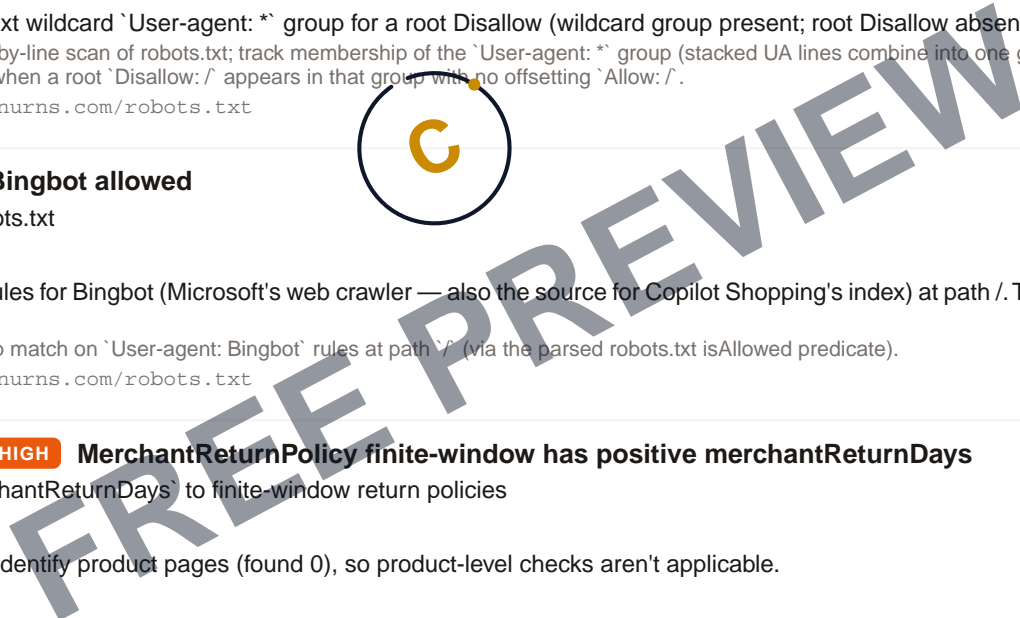 xt wildcard `User-agent: *` group for a root Disallow (wildcard group present; root Disallow absen
by-line scan of robots.txt; track membership of the `User-agent: *` group (stacked UA lines combine into one g
when a root `Disallow: /` appears in that group with no offsetting `Allow: /`.
nurns.com/robots.txt
C
Bingbot allowed
ots.txt
ules for Bingbot (Microsoft's web crawler — also the source for Copilot Shopping's index) at path /. T
o match on `User-agent: Bingbot` rules at path `/` (via the parsed robots.txt isAllowed predicate).
nurns.com/robots.txt
HIGH MerchantReturnPolicy finite-window has positive merchantReturnDays
hantReturnDays` to finite-window return policies
dentify product pages (found 0), so product-level checks aren't applicable.
FREE PREVIEW